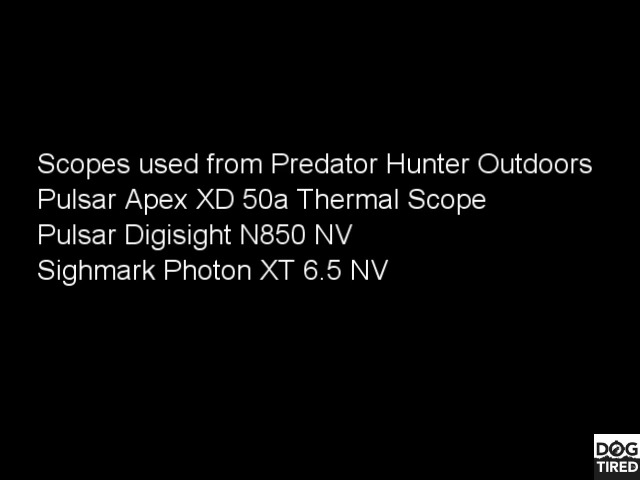 Scopes used from Predator Hunter Outdoors
Pulsar Apex XD 50a Thermal Scope
Pulsar Digisight N850 NV
Sighmark Photon XT 6.5 NV
DOG
TIRED